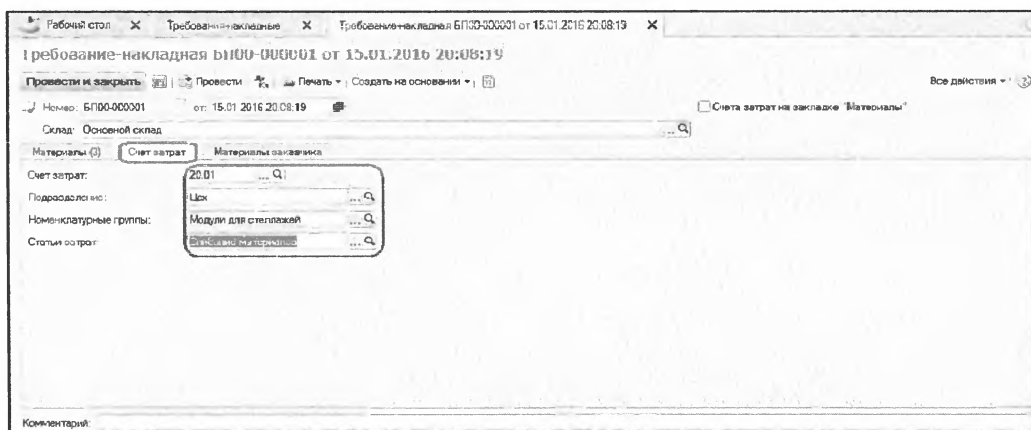 Рабочий стол Требования-накладные Требование-накладная БП00-000001 от 15.01.2016 20:08:19
Требование-накладная БП00-000001 от 15.01.2016 20:08:19
Провести и закрыть Провести Печать Создать на основании Все действия
Номер: БП00-000001 от: 15.01.2016 20:08:19 Счета затрат на закладке "Материалы"
Склад: Основной склад ...
Материалы (3) Счет затрат Материалы заказчика
Счет затрат: 20.01 ...
Подразделение: Цех ...
Номенклатурные группы: Модули для стеллажей ...
Статьи затрат: Списание материалов ...
Комментарий: